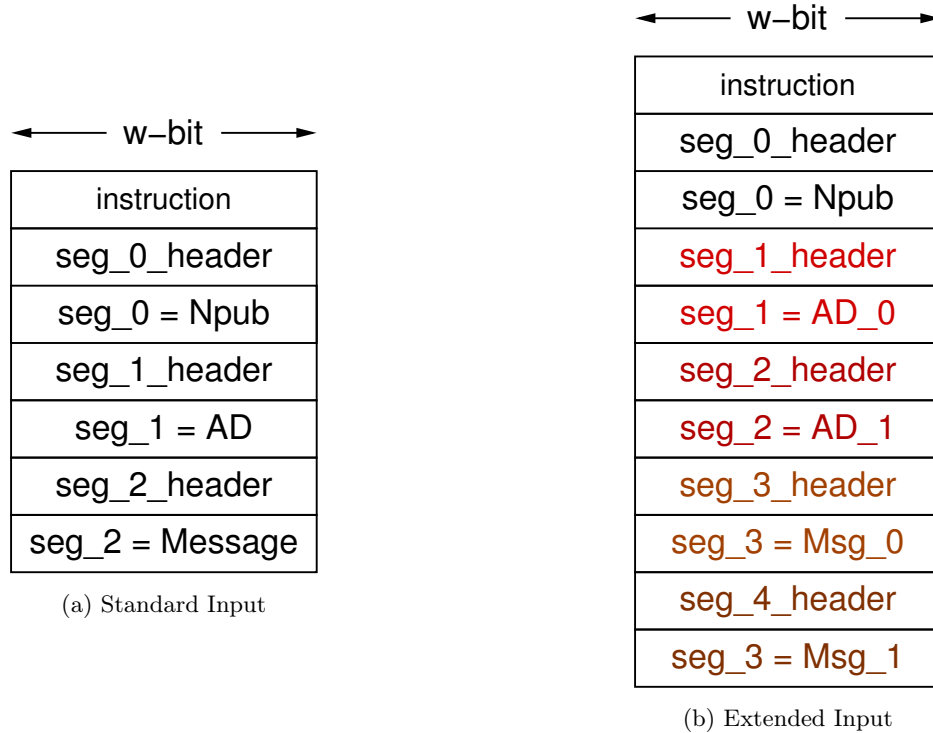 w−bit
instruction
seg_0_header
seg_0 = Npub
seg_1_header
seg_1 = AD
seg_2_header
seg_2 = Message
(a) Standard Input
w−bit
instruction
seg_0_header
seg_0 = Npub
seg_1_header
seg_1 = AD_0
seg_2_header
seg_2 = AD_1
seg_3_header
seg_3 = Msg_0
seg_4_header
seg_3 = Msg_1
(b) Extended Input